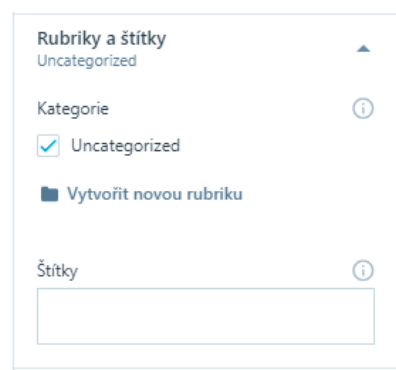 Rubriky a štítky
Uncategorized
Kategorie
Uncategorized
Vytvořit novou rubriku
Štítky